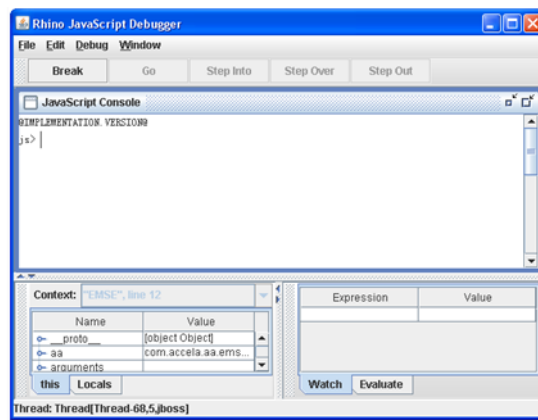 Rhino JavaScript Debugger
File Edit Debug Window
Break Go Step Into Step Over Step Out
JavaScript Console
@IMPLEMENTATION.VERSION@
js>
Context: "EMSE", line 12
Name Value
__proto__ [object Object]
aa com.accela.aa.ems...
arguments
this Locals
Expression Value
Watch Evaluate
Thread: Thread[Thread-68,5,jboss]